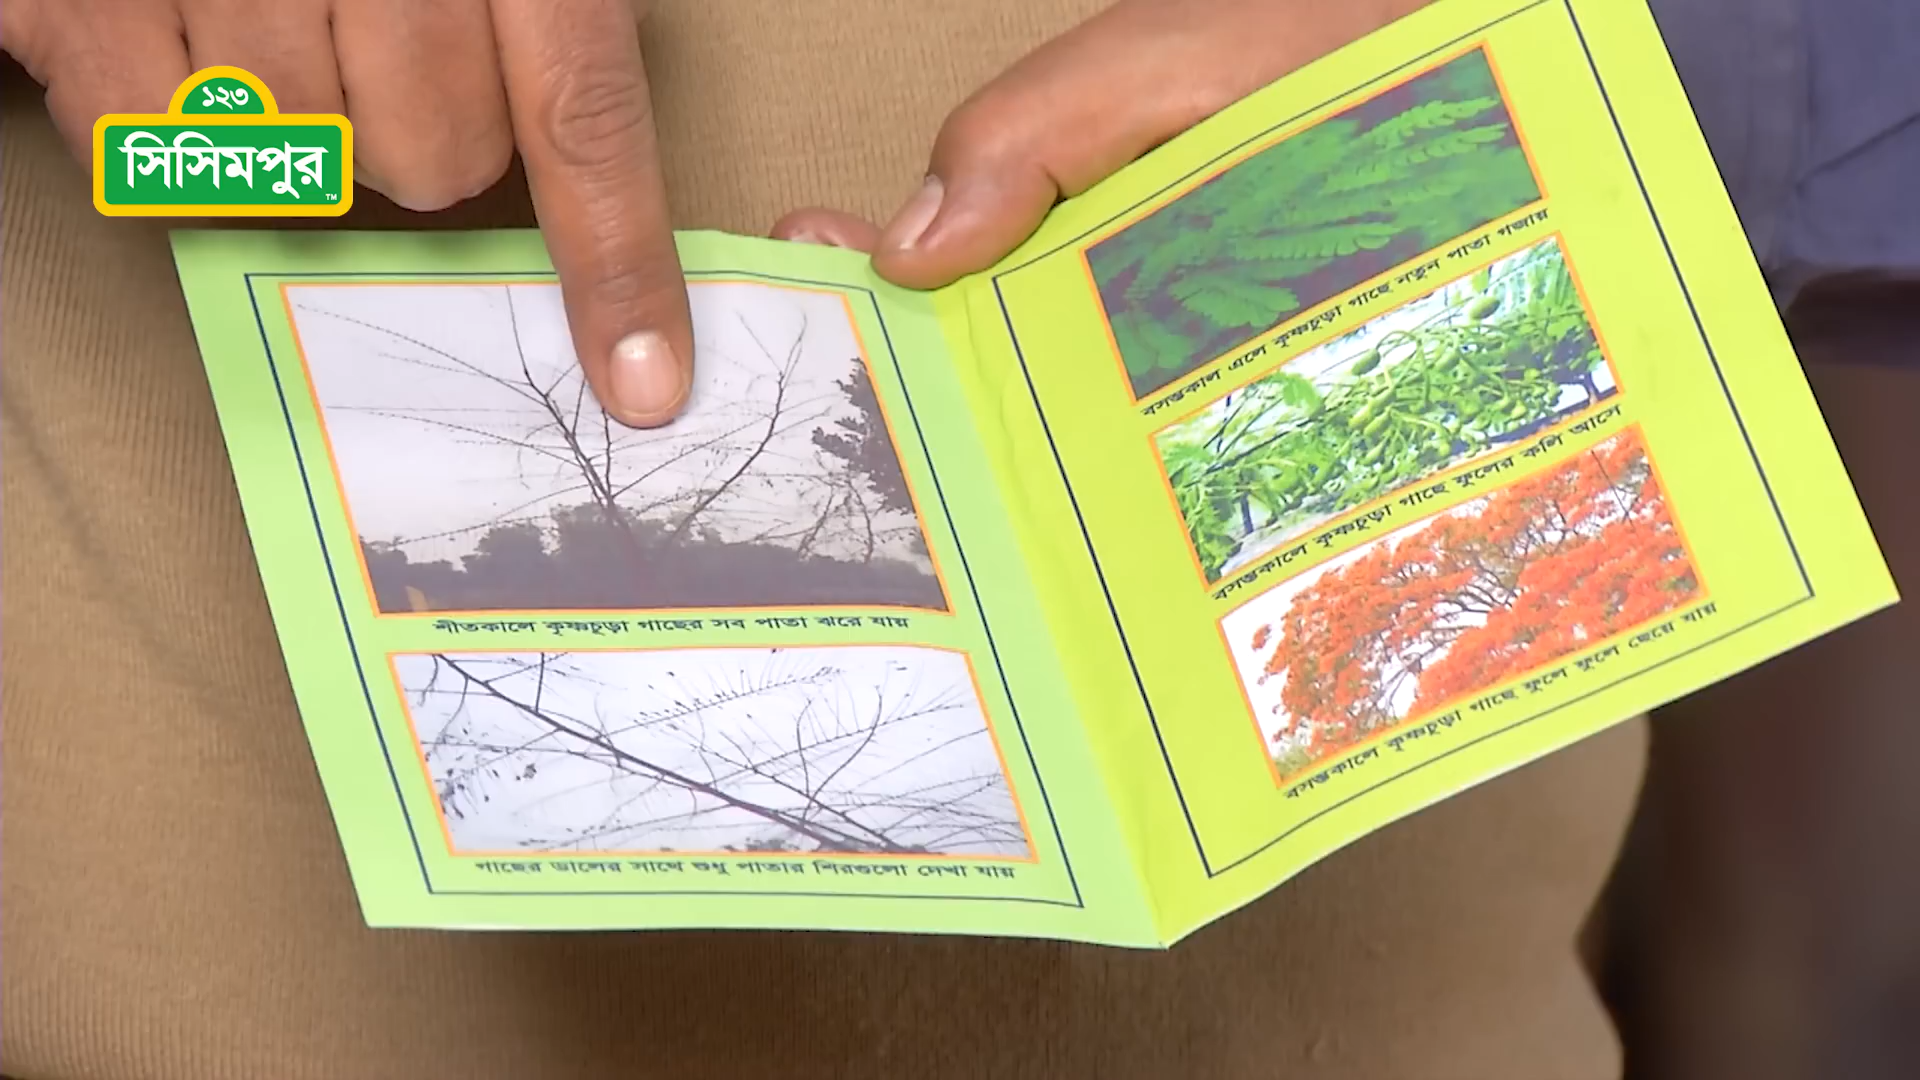 ১২৩
সিসিমপুর
TM
শীতকালে কৃষ্ণচূড়া গাছের সব পাতা ঝরে যায়
গাছের ডালের সাথে শুধু পাতার শিরগুলো দেখা যায়
বসন্তকাল এলে কৃষ্ণচূড়া গাছে নতুন পাতা গজায়
বসন্তকালে কৃষ্ণচূড়া গাছে ফুলের কলি আসে
বসন্তকালে কৃষ্ণচূড়া গাছে ফুলে ফুলে ছেয়ে যায়